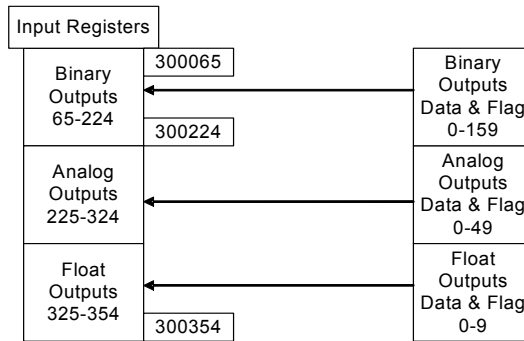 Input Registers
Binary
Outputs
65-224
300065
300224
Binary
Outputs
Data & Flag
0-159
Analog
Outputs
225-324
Analog
Outputs
Data & Flag
0-49
Float
Outputs
325-354
300354
Float
Outputs
Data & Flag
0-9